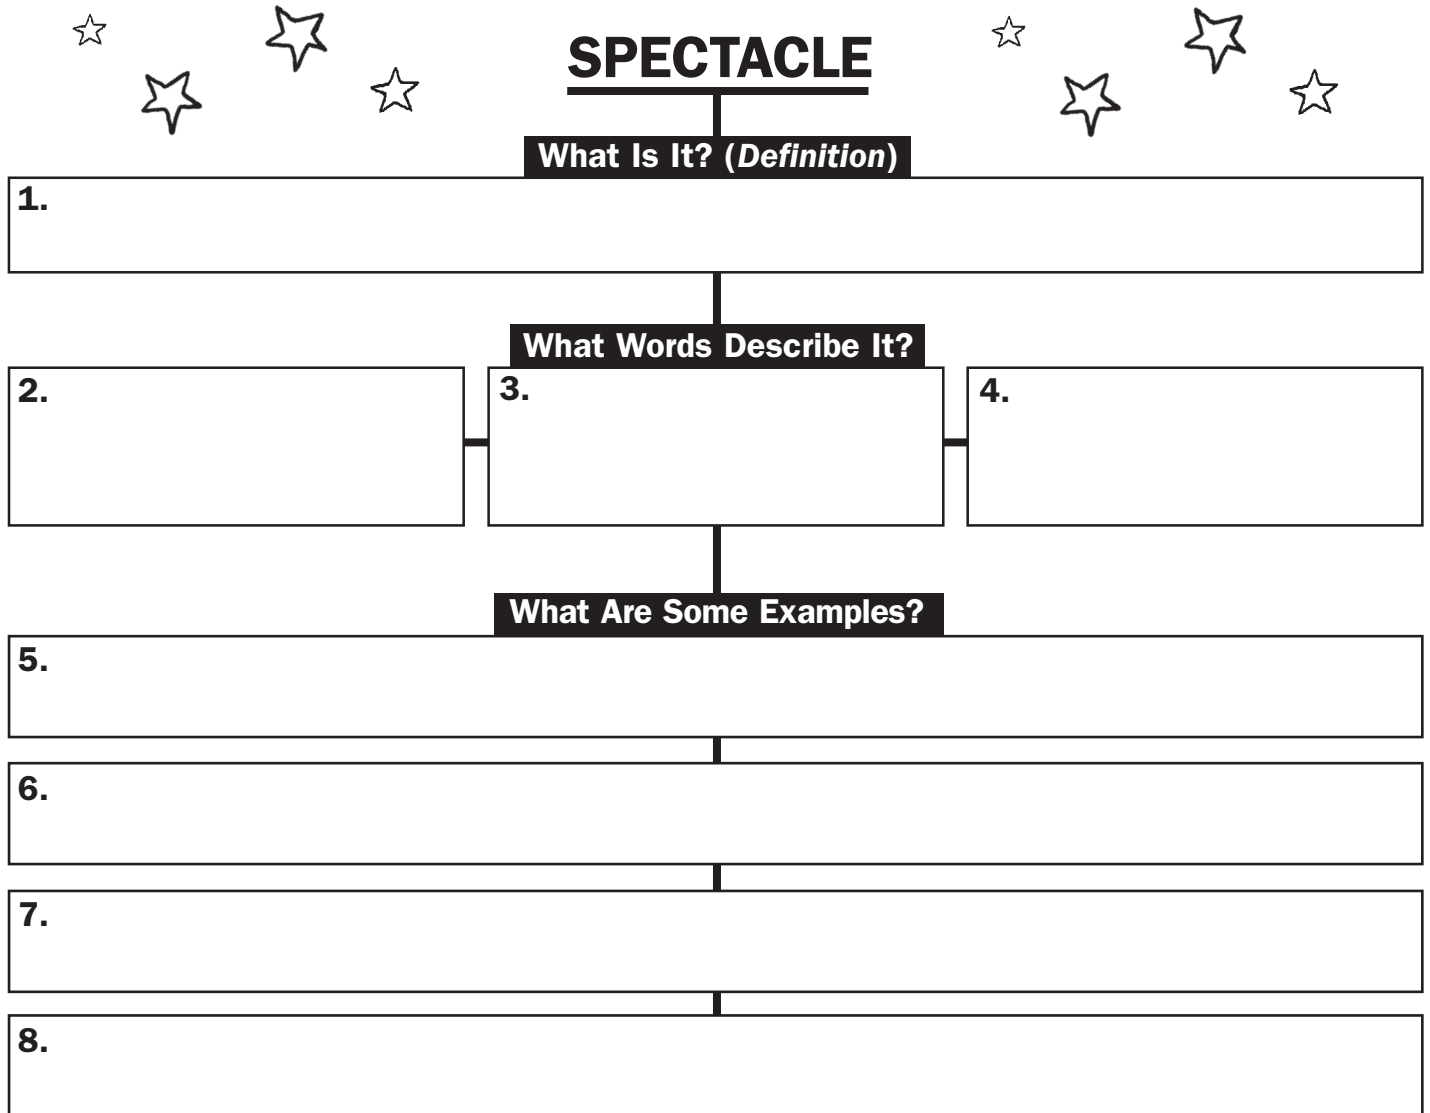 SPECTACLE
What Is It? (Definition)
1.
What Words Describe It?
2.
3.
4.
What Are Some Examples?
5.
6.
7.
8.